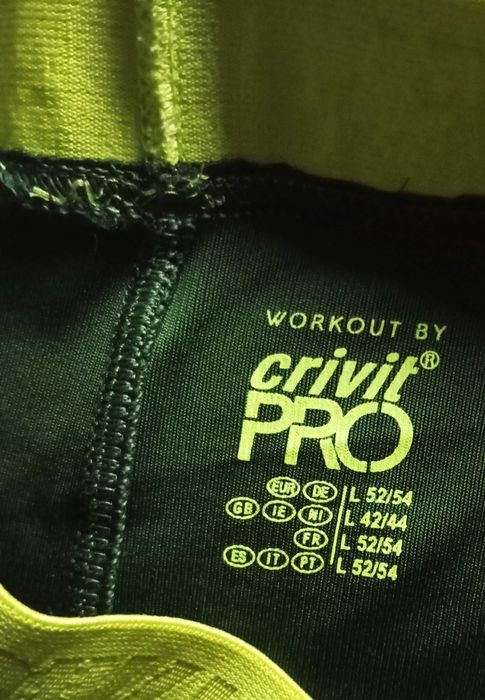 WORKOUT BY
crivit®
PRO
EUR DE L 52/54
GB IE NI L 42/44
FR L 52/54
ES IT PT L 52/54